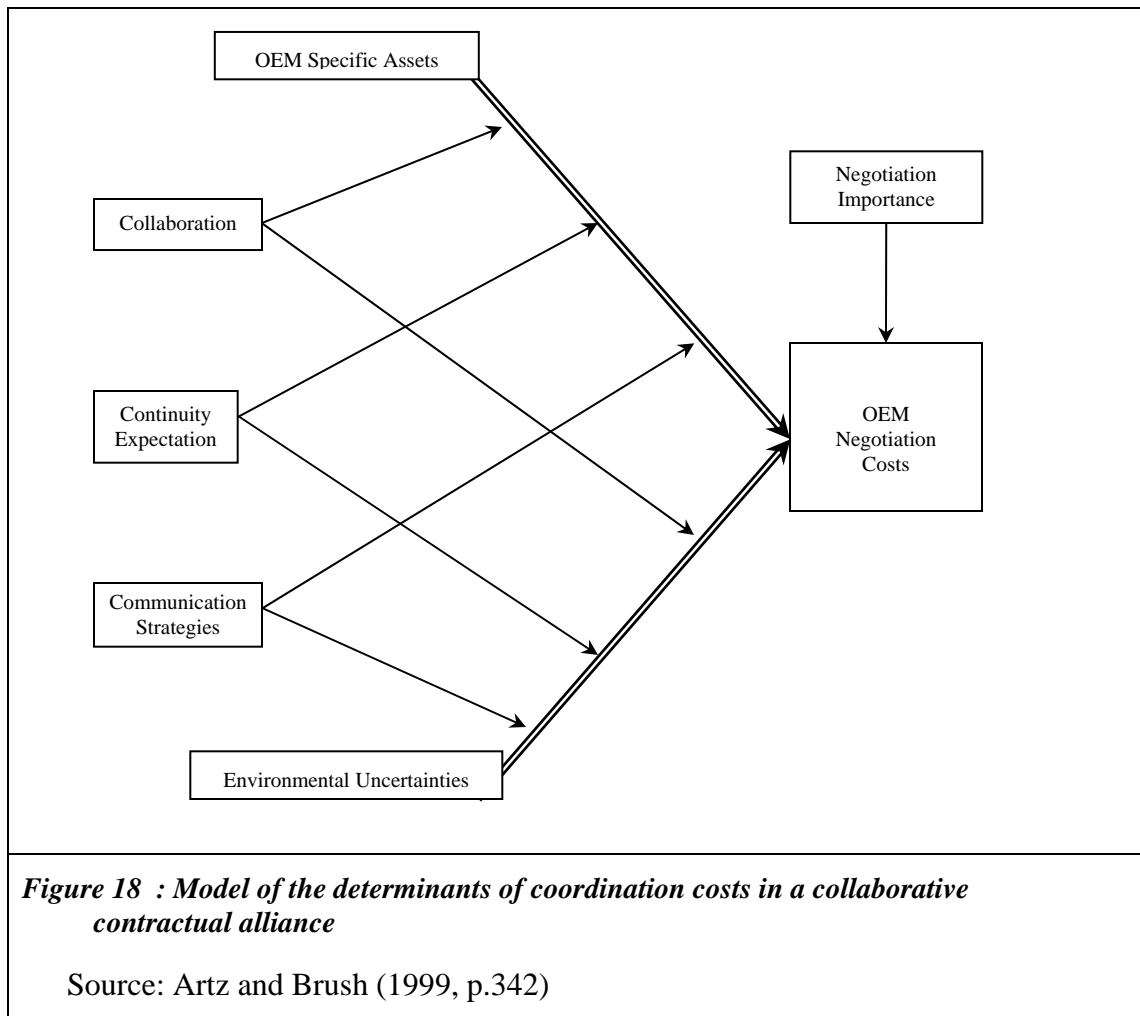 OEM Specific Assets
Negotiation
Importance
Collaboration
Continuity
Expectation
OEM
Negotiation
Costs
Communication
Strategies
Environmental Uncertainties
Figure 18 : Model of the determinants of coordination costs in a collaborative
contractual alliance
Source: Artz and Brush (1999, p.342)